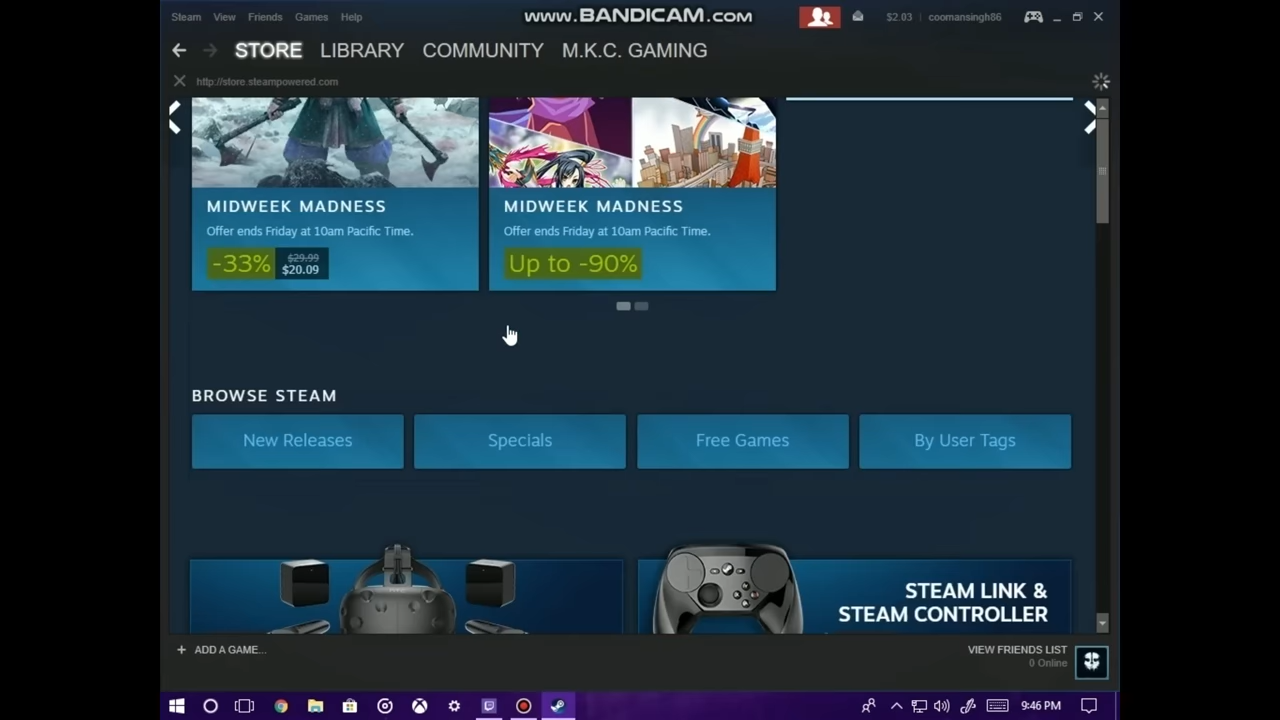 Steam View Friends Games Help
www.BANDICAM.com
$2.03 coomansingh86
STORE LIBRARY COMMUNITY M.K.C. GAMING
http://store.steampowered.com
MIDWEEK MADNESS
Offer ends Friday at 10am Pacific Time.
-33% $29.99
$20.09
MIDWEEK MADNESS
Offer ends Friday at 10am Pacific Time.
Up to -90%
BROWSE STEAM
New Releases Specials Free Games By User Tags
STEAM LINK &
STEAM CONTROLLER
+ ADD A GAME...
VIEW FRIENDS LIST
0 Online
9:46 PM